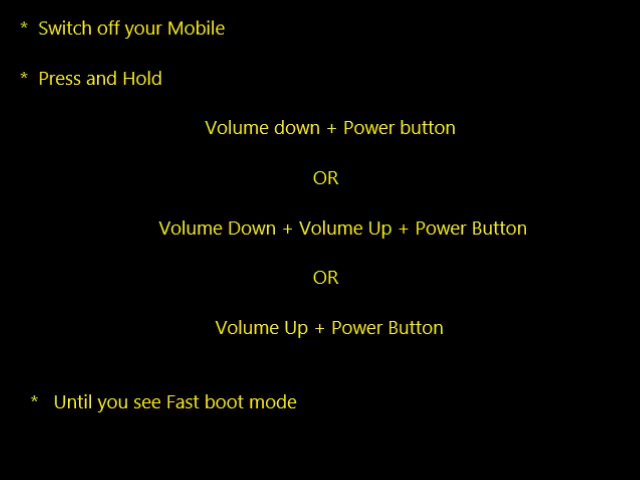 * Switch off your Mobile
* Press and Hold
Volume down + Power button
OR
Volume Down + Volume Up + Power Button
OR
Volume Up + Power Button
* Until you see Fast boot mode